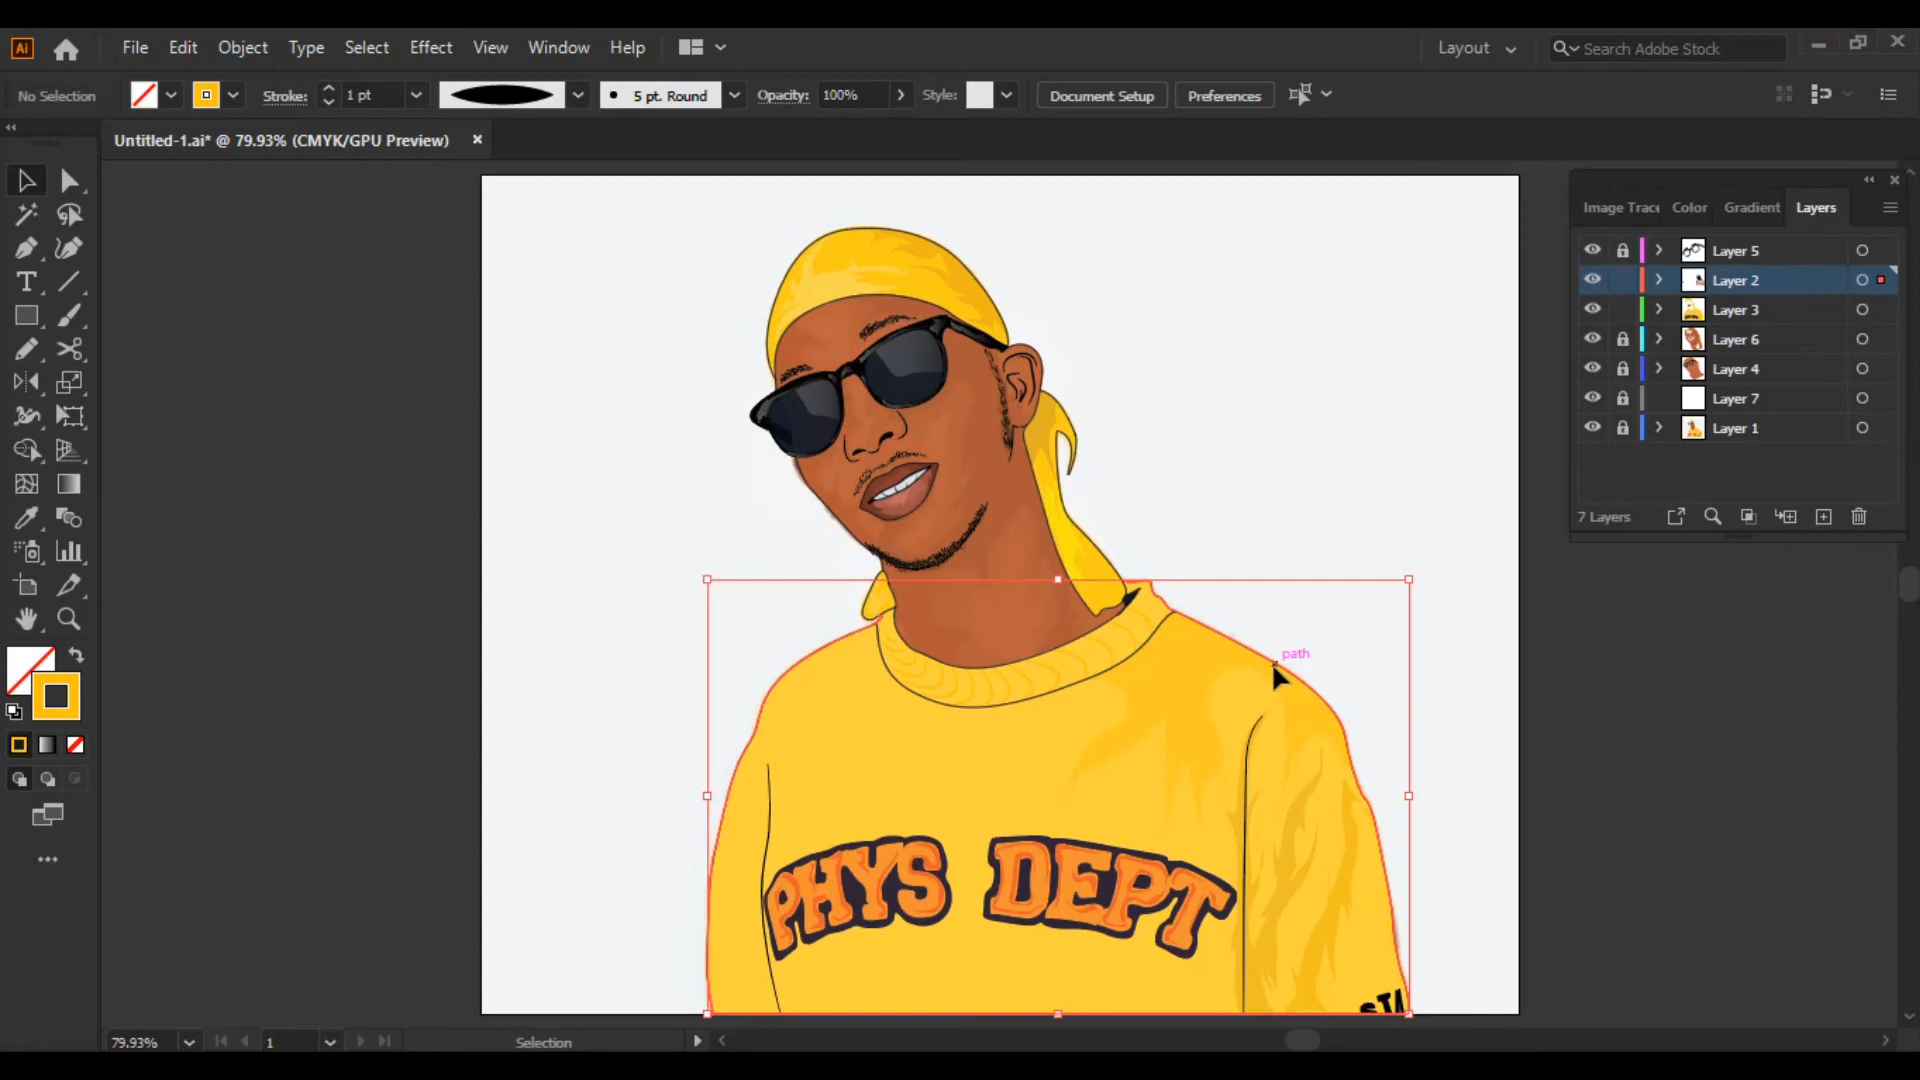 Ai File Edit Object Type Select Effect View Window Help Layout Search Adobe Stock
No Selection Stroke: 1 pt 5 pt. Round Opacity: 100% Style: Document Setup Preferences
Untitled-1.ai* @ 79.93% (CMYK/GPU Preview)
Image Trace Color Gradient Layers
Layer 5
Layer 2
Layer 3
Layer 6
Layer 4
Layer 7
Layer 1
7 Layers
path
PHYS DEPT
79.93% 1 Selection